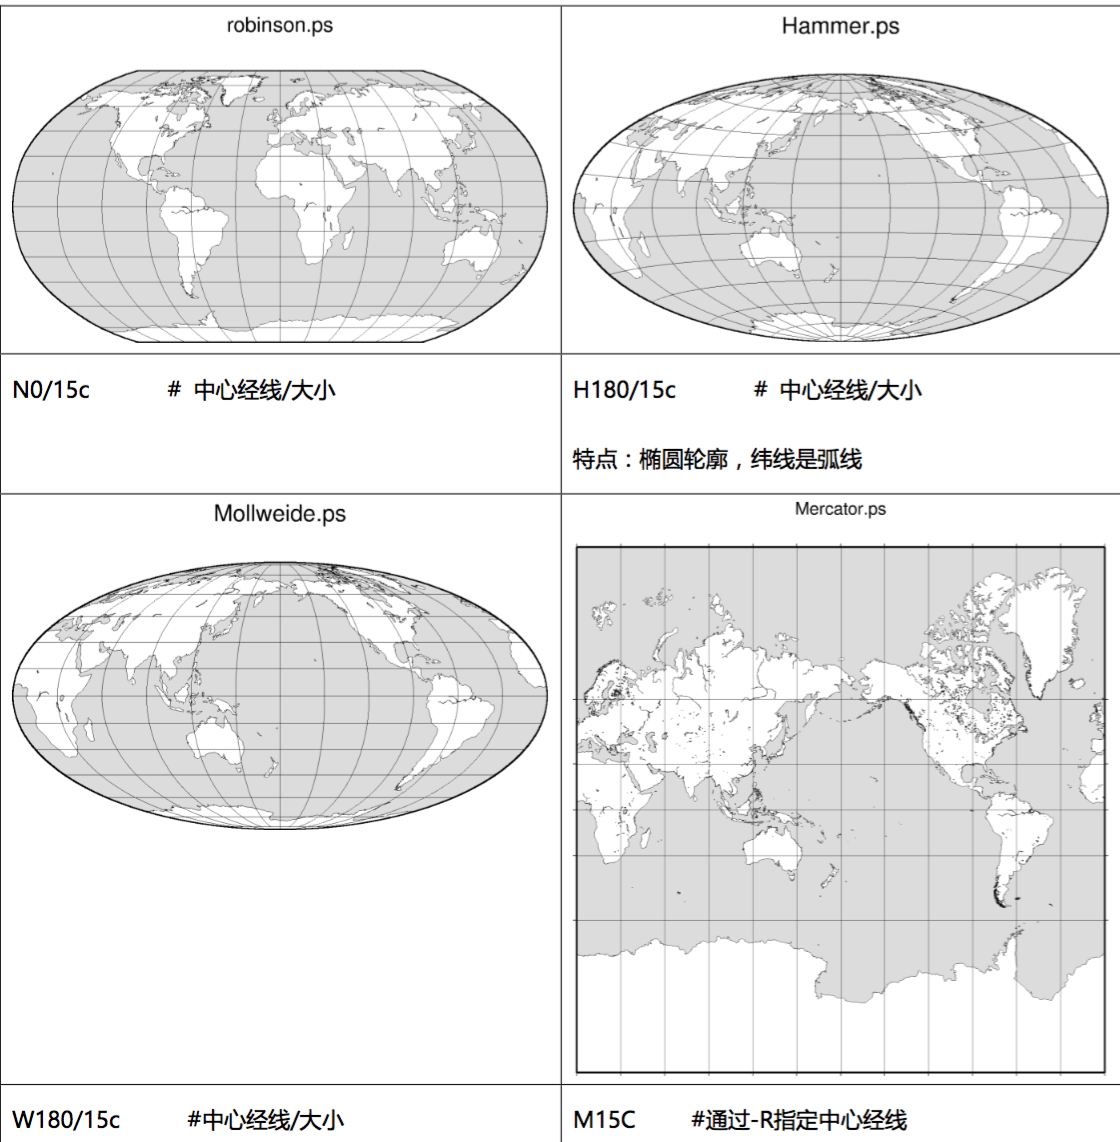 robinson.ps
Hammer.ps
N0/15c # 中心经线/大小
H180/15c # 中心经线/大小
特点：椭圆轮廓，纬线是弧线
Mollweide.ps
Mercator.ps
W180/15c #中心经线/大小
M15C #通过-R指定中心经线